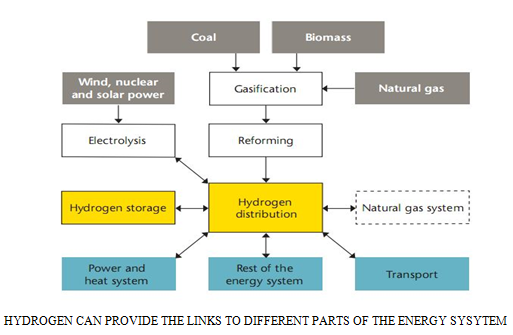 Coal
Biomass
Wind, nuclear
and solar power
Gasification
Natural gas
Electrolysis
Reforming
Hydrogen storage
Hydrogen
distribution
Natural gas system
Power and
heat system
Rest of the
energy system
Transport
HYDROGEN CAN PROVIDE THE LINKS TO DIFFERENT PARTS OF THE ENERGY SYSYTEM